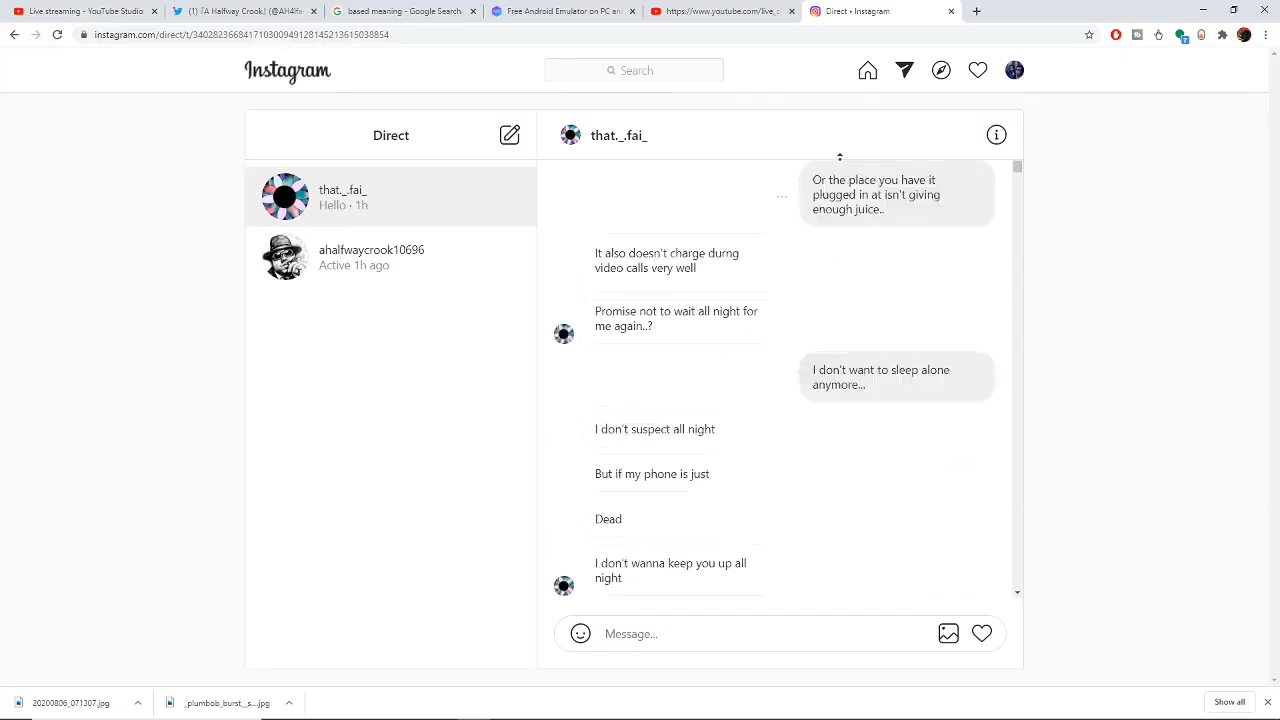 Live streaming - YouTube Studio
(1) TA Halfway Crook! (@AH4lf
based meaning - Google Search
Free Android Emulator on PC and
https://www.youtube.com/live_c
Direct • Instagram
instagram.com/direct/t/340282366841710300949128145213615038854
Instagram
Search
Direct
that._.fai_
that._.fai_
Hello · 1h
ahalfwaycrook10696
Active 1h ago
Or the place you have it
plugged in at isn't giving
enough juice..
It also doesn't charge durng
video calls very well
Promise not to wait all night for
me again..?
I don't want to sleep alone
anymore...
I don't suspect all night
But if my phone is just
Dead
I don't wanna keep you up all
night
Message...
20200806_071307.jpg
_plumbob_burst__s....jpg
Show all